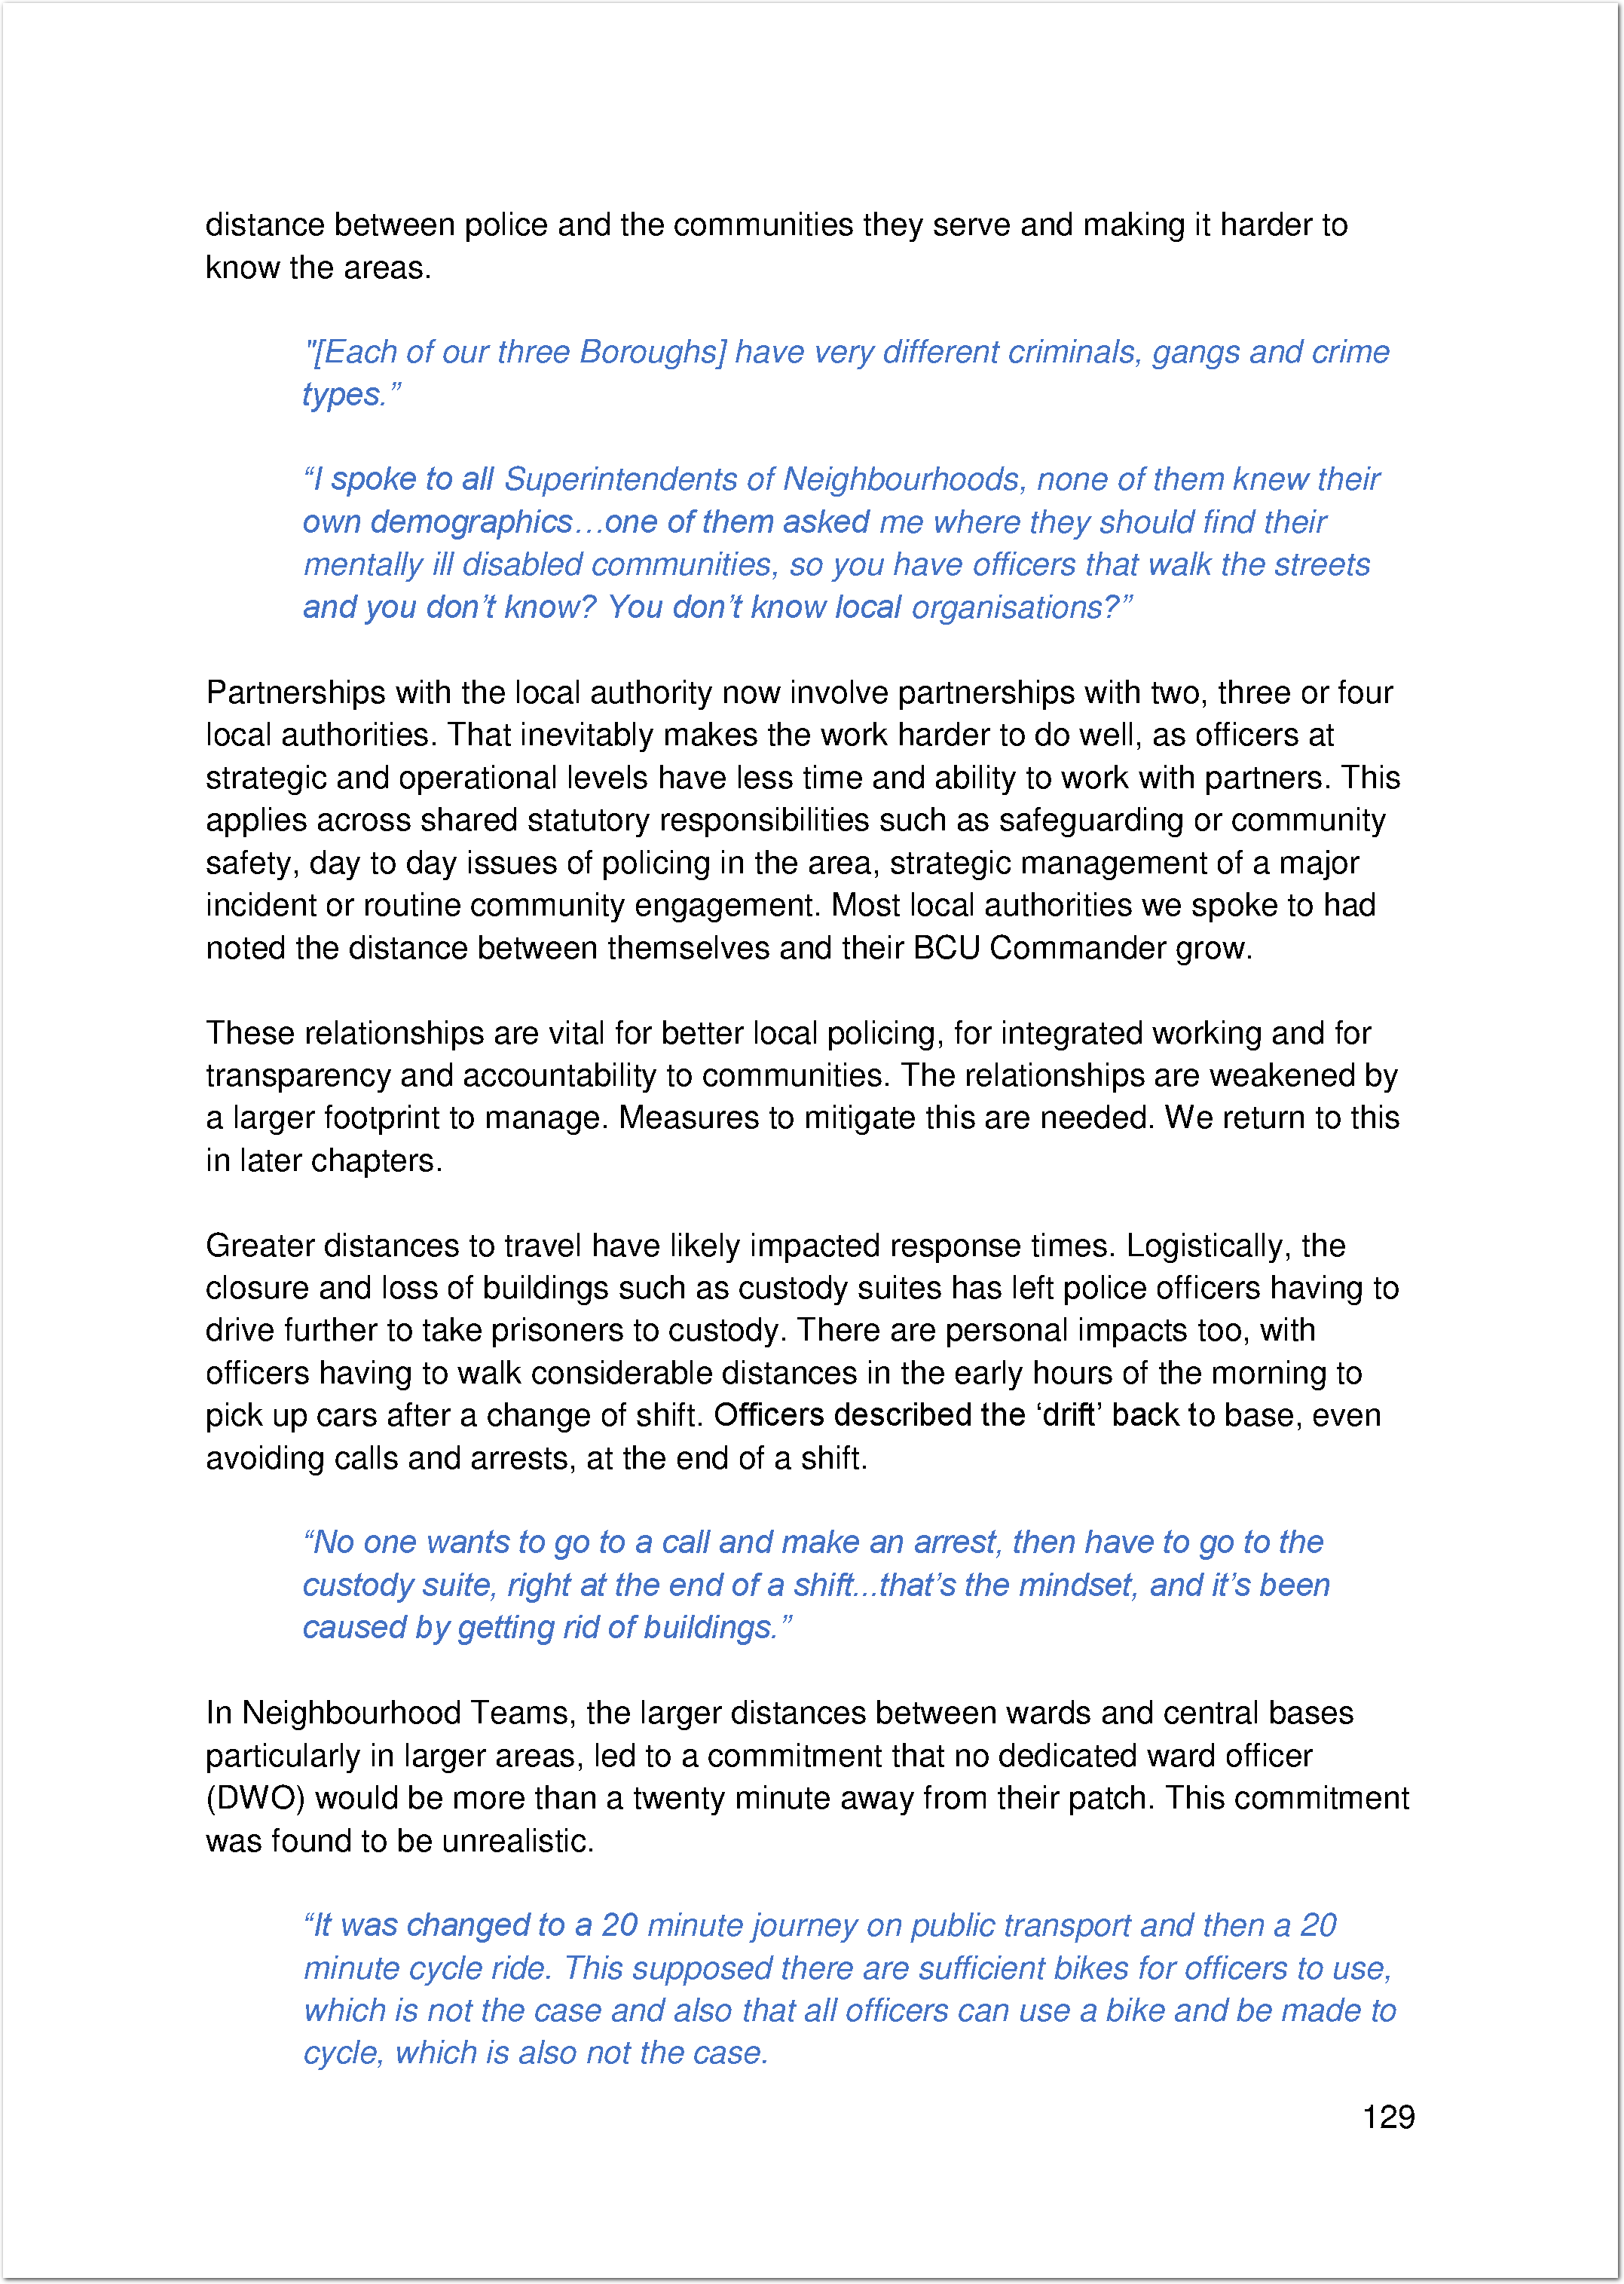 distance between police and the communities they serve and making it harder to
know the areas.
"[Each of our three Boroughs] have very different criminals, gangs and crime
types.”
“I spoke to all Superintendents of Neighbourhoods, none of them knew their
own demographics…one of them asked me where they should find their
mentally ill disabled communities, so you have officers that walk the streets
and you don’t know? You don’t know local organisations?”
Partnerships with the local authority now involve partnerships with two, three or four
local authorities. That inevitably makes the work harder to do well, as officers at
strategic and operational levels have less time and ability to work with partners. This
applies across shared statutory responsibilities such as safeguarding or community
safety, day to day issues of policing in the area, strategic management of a major
incident or routine community engagement. Most local authorities we spoke to had
noted the distance between themselves and their BCU Commander grow.
These relationships are vital for better local policing, for integrated working and for
transparency and accountability to communities. The relationships are weakened by
a larger footprint to manage. Measures to mitigate this are needed. We return to this
in later chapters.
Greater distances to travel have likely impacted response times. Logistically, the
closure and loss of buildings such as custody suites has left police officers having to
drive further to take prisoners to custody. There are personal impacts too, with
officers having to walk considerable distances in the early hours of the morning to
pick up cars after a change of shift. Officers described the ‘drift’ back to base, even
avoiding calls and arrests, at the end of a shift.
“No one wants to go to a call and make an arrest, then have to go to the
custody suite, right at the end of a shift...that’s the mindset, and it’s been
caused by getting rid of buildings.”
In Neighbourhood Teams, the larger distances between wards and central bases
particularly in larger areas, led to a commitment that no dedicated ward officer
(DWO) would be more than a twenty minute away from their patch. This commitment
was found to be unrealistic.
“It was changed to a 20 minute journey on public transport and then a 20
minute cycle ride. This supposed there are sufficient bikes for officers to use,
which is not the case and also that all officers can use a bike and be made to
cycle, which is also not the case.
129